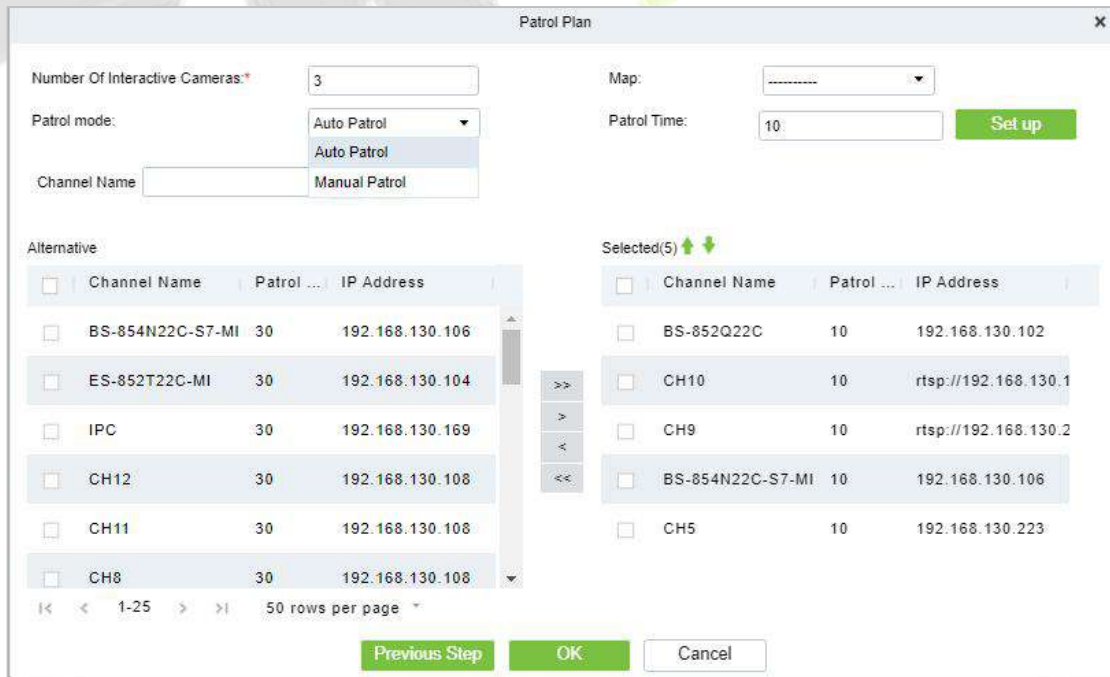 Patrol Plan ×
Number Of Interactive Cameras:* 3 Map: ----------
Patrol mode: Auto Patrol Patrol Time: 10 Set up
Auto Patrol
Channel Name Manual Patrol
Alternative Selected(5)
Channel Name Patrol ... IP Address Channel Name Patrol ... IP Address
BS-854N22C-S7-MI 30 192.168.130.106 BS-852Q22C 10 192.168.130.102
ES-852T22C-MI 30 192.168.130.104 >> CH10 10 rtsp://192.168.130.1
IPC 30 192.168.130.169 > CH9 10 rtsp://192.168.130.2
<
CH12 30 192.168.130.108 << BS-854N22C-S7-MI 10 192.168.130.106
CH11 30 192.168.130.108 CH5 10 192.168.130.223
CH8 30 192.168.130.108
|< < 1-25 > >| 50 rows per page
Previous Step OK Cancel